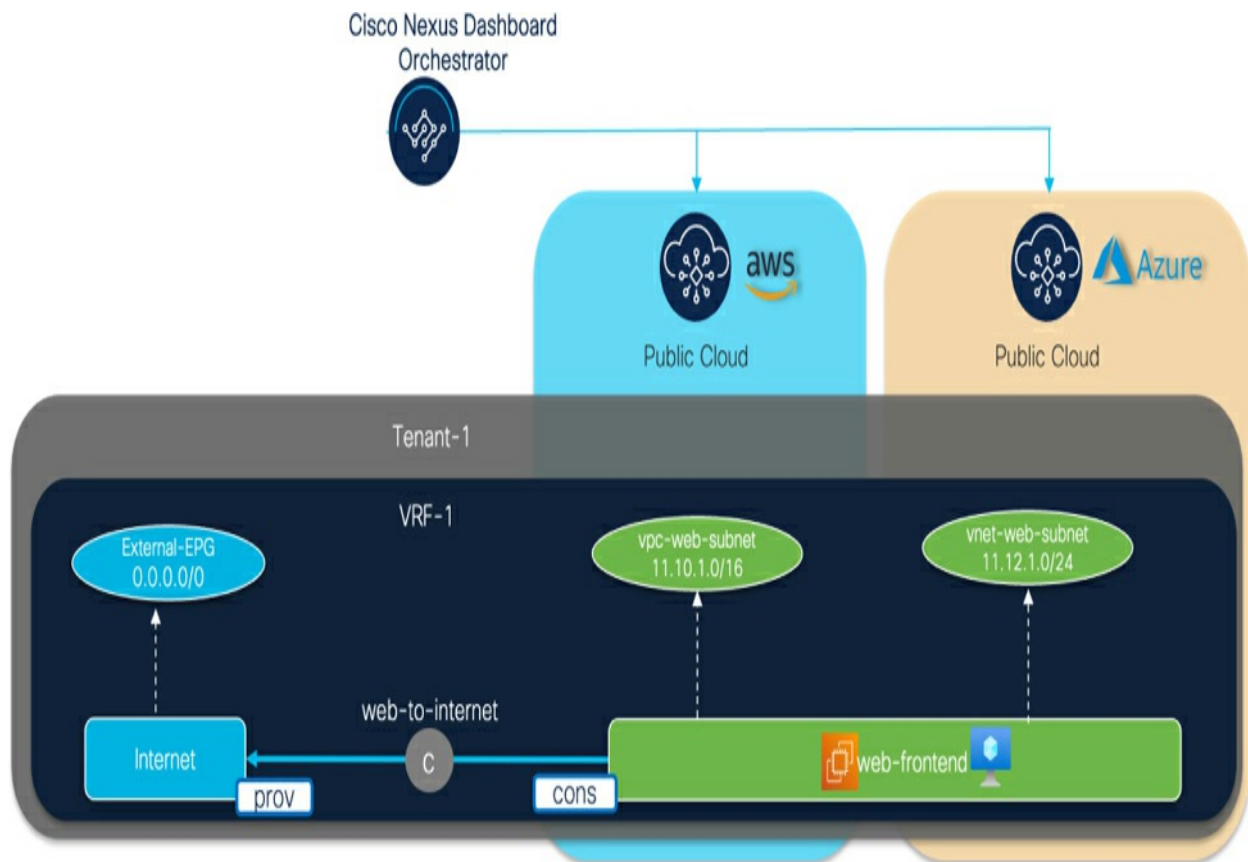 Cisco Nexus Dashboard
Orchestrator
aws
Azure
Public Cloud
Public Cloud
Tenant-1
VRF-1
External-EPG
0.0.0.0/0
vpc-web-subnet
11.10.1.0/16
vnet-web-subnet
11.12.1.0/24
web-to-internet
Internet
C
web-frontend
prov
cons